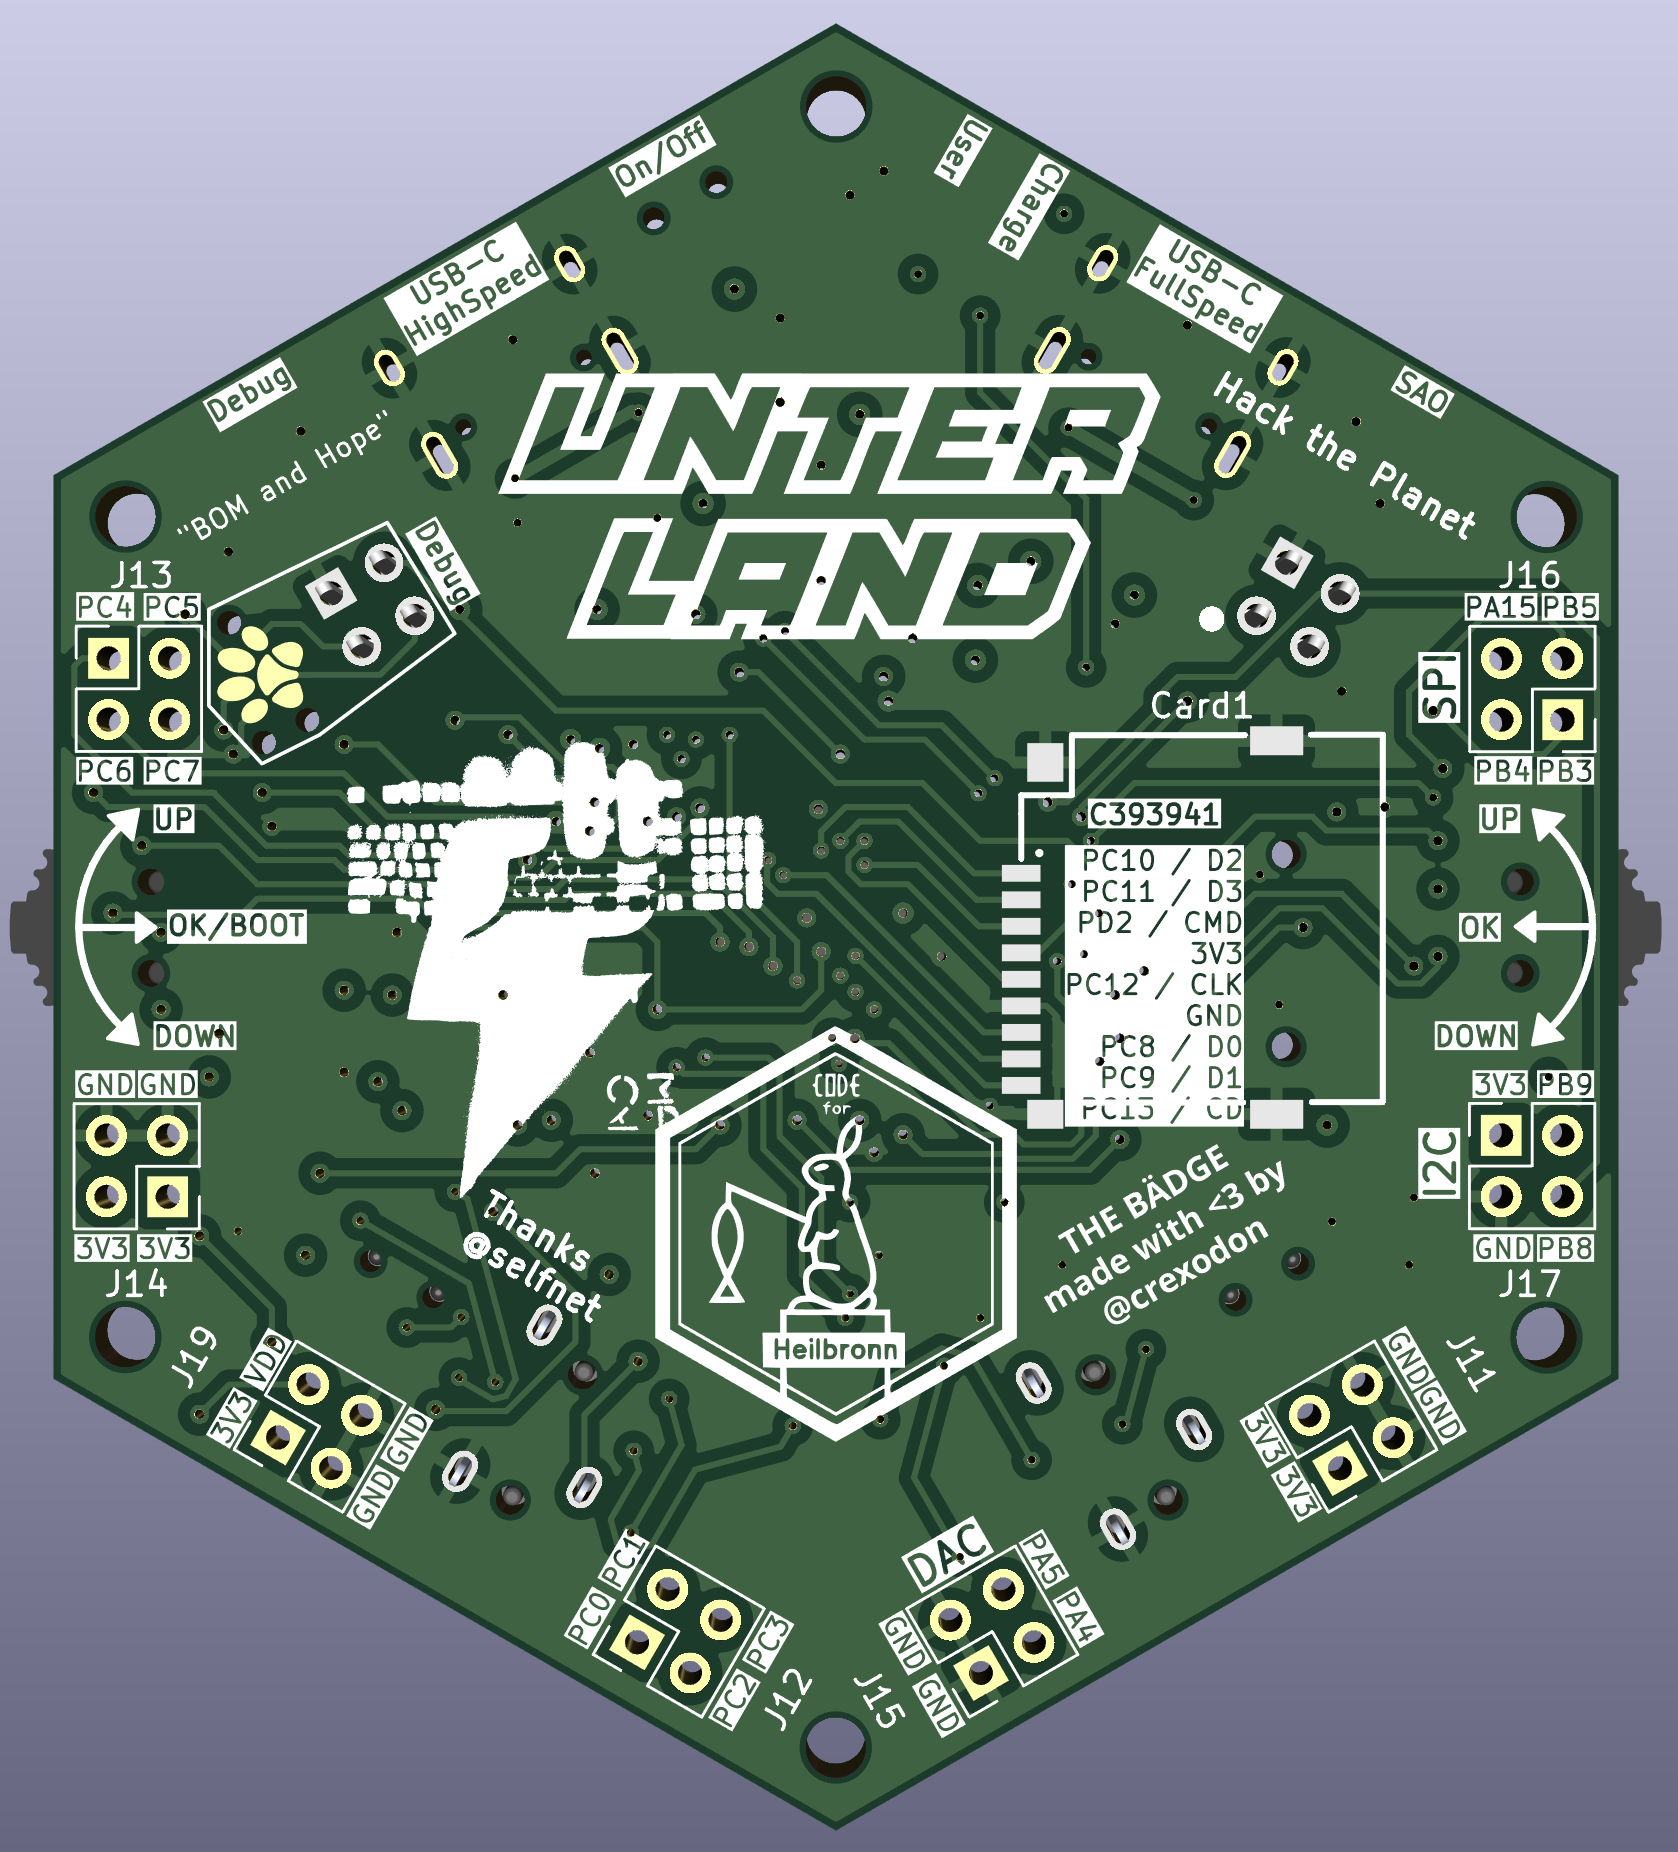 On/Off
User
Charge
USB-C
HighSpeed
USB-C
FullSpeed
Debug
SAO
"BOM and Hope"
Hack the Planet
UNTER
LAND
Debug
J13
PC4 PC5
PC6 PC7
J16
PA15 PB5
SPI
PB4 PB3
Card1
C393941
PC10 / D2
PC11 / D3
PD2 / CMD
3V3
PC12 / CLK
GND
PC8 / D0
PC9 / D1
PC13 / CD
UP
OK/BOOT
DOWN
UP
OK
DOWN
GND GND
3V3 3V3
J14
3V3 PB9
I2C
GND PB8
J17
CODE
for
Heilbronn
Thanks
@selfnet
THE BÄDGE
made with <3 by
@crexodon
J19
3V3 VDD
GND GND
J11
GND GND
3V3 3V3
PC0 PC1
PC2 PC3
J12
DAC
PA5 PA4
GND GND
J15